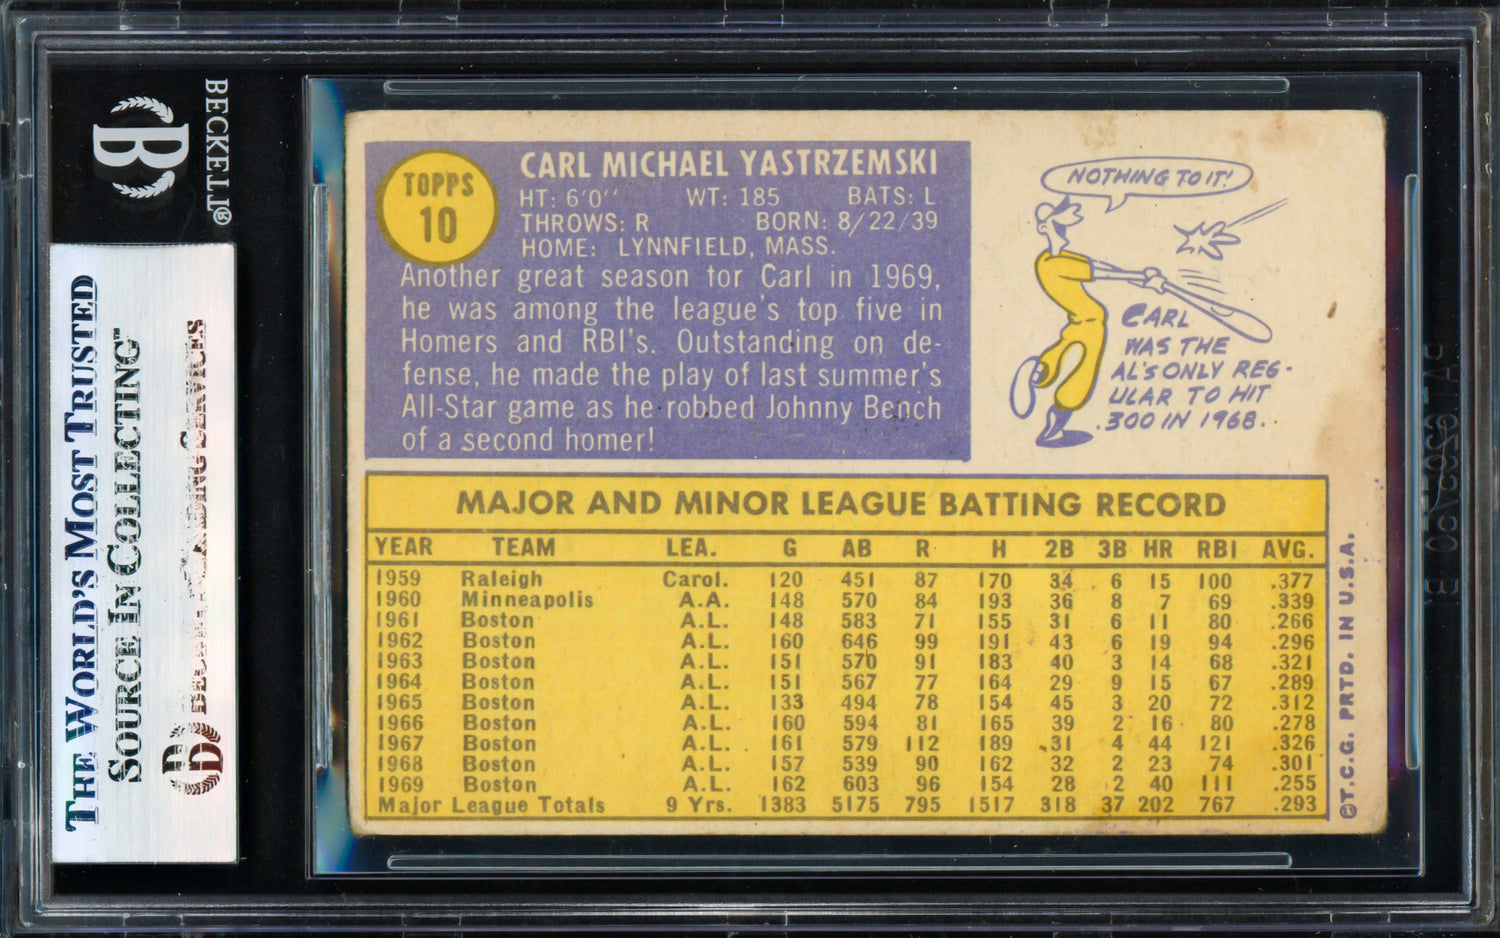 BECKETT®
THE WORLD'S MOST TRUSTED
SOURCE IN COLLECTING™
TOPPS
10
CARL MICHAEL YASTRZEMSKI
HT: 6'0" WT: 185 BATS: L
THROWS: R BORN: 8/22/39
HOME: LYNNFIELD, MASS.
Another great season for Carl in 1969,
he was among the league's top five in
Homers and RBI's. Outstanding on de-
fense, he made the play of last summer's
All-Star game as he robbed Johnny Bench
of a second homer!
NOTHING TO IT!
CARL
WAS THE
AL'S ONLY REG-
ULAR TO HIT
.300 IN 1968..
MAJOR AND MINOR LEAGUE BATTING RECORD
YEAR TEAM LEA. G AB R H 2B 3B HR RBI AVG.
1959 Raleigh Carol. 120 451 87 170 34 6 15 100 .377
1960 Minneapolis A.A. 148 570 84 193 36 8 7 69 .339
1961 Boston A.L. 148 583 71 155 31 6 11 80 .266
1962 Boston A.L. 160 646 99 191 43 6 19 94 .296
1963 Boston A.L. 151 570 91 183 40 3 14 68 .321
1964 Boston A.L. 151 567 77 164 29 9 15 67 .289
1965 Boston A.L. 133 494 78 154 45 3 20 72 .312
1966 Boston A.L. 160 594 81 165 39 2 16 80 .278
1967 Boston A.L. 161 579 112 189 31 4 44 121 .326
1968 Boston A.L. 157 539 90 162 32 2 23 74 .301
1969 Boston A.L. 162 603 96 154 28 2 40 111 .255
Major League Totals 9 Yrs. 1383 5175 795 1517 318 37 202 767 .293
©T.C.G. PRTD. IN U.S.A.